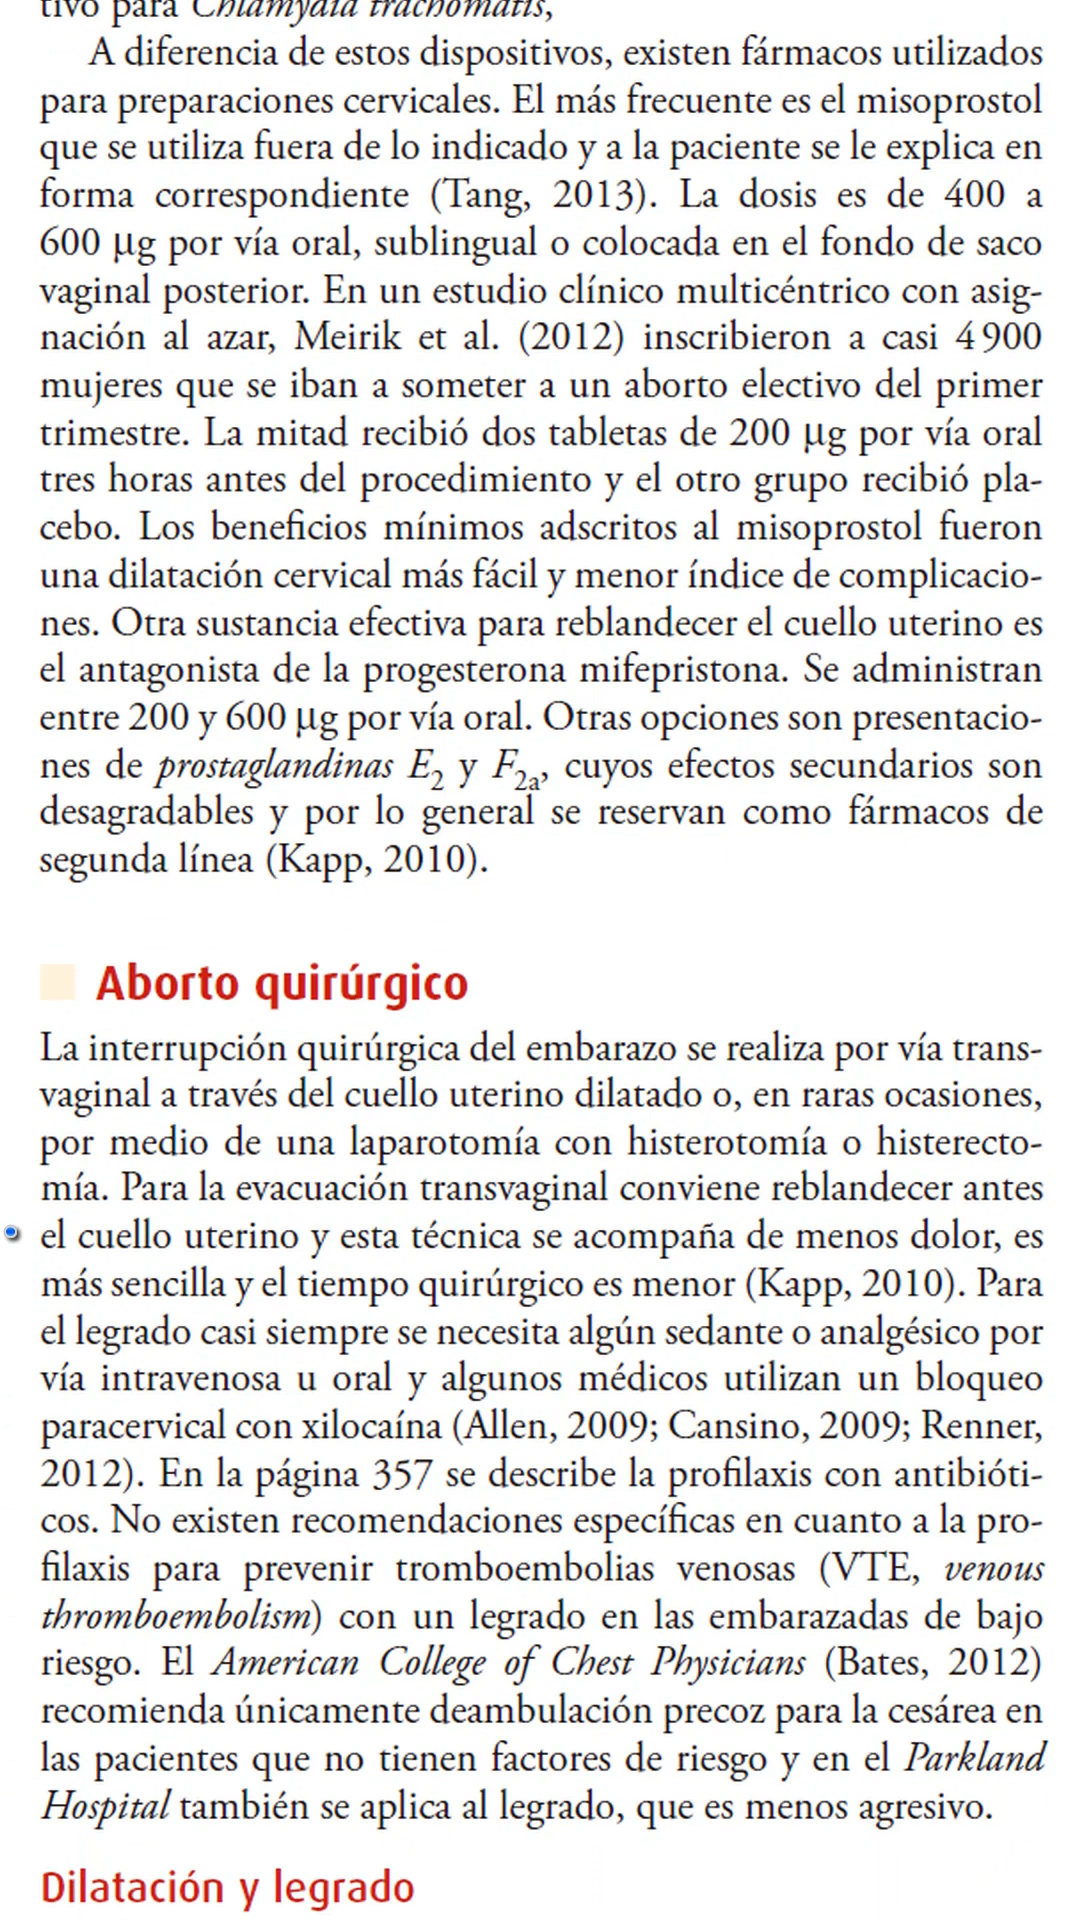 tivo para Chlamydia trachomatis,
A diferencia de estos dispositivos, existen fármacos utilizados
para preparaciones cervicales. El más frecuente es el misoprostol
que se utiliza fuera de lo indicado y a la paciente se le explica en
forma correspondiente (Tang, 2013). La dosis es de 400 a
600 μg por vía oral, sublingual o colocada en el fondo de saco
vaginal posterior. En un estudio clínico multicéntrico con asig-
nación al azar, Meirik et al. (2012) inscribieron a casi 4 900
mujeres que se iban a someter a un aborto electivo del primer
trimestre. La mitad recibió dos tabletas de 200 μg por vía oral
tres horas antes del procedimiento y el otro grupo recibió pla-
cebo. Los beneficios mínimos adscritos al misoprostol fueron
una dilatación cervical más fácil y menor índice de complicacio-
nes. Otra sustancia efectiva para reblandecer el cuello uterino es
el antagonista de la progesterona mifepristona. Se administran
entre 200 y 600 μg por vía oral. Otras opciones son presentacio-
nes de prostaglandinas E2 y F2a, cuyos efectos secundarios son
desagradables y por lo general se reservan como fármacos de
segunda línea (Kapp, 2010).
Aborto quirúrgico
La interrupción quirúrgica del embarazo se realiza por vía trans-
vaginal a través del cuello uterino dilatado o, en raras ocasiones,
por medio de una laparotomía con histerotomía o histerecto-
mía. Para la evacuación transvaginal conviene reblandecer antes
el cuello uterino y esta técnica se acompaña de menos dolor, es
más sencilla y el tiempo quirúrgico es menor (Kapp, 2010). Para
el legrado casi siempre se necesita algún sedante o analgésico por
vía intravenosa u oral y algunos médicos utilizan un bloqueo
paracervical con xilocaína (Allen, 2009; Cansino, 2009; Renner,
2012). En la página 357 se describe la profilaxis con antibióti-
cos. No existen recomendaciones específicas en cuanto a la pro-
filaxis para prevenir tromboembolias venosas (VTE, venous
thromboembolism) con un legrado en las embarazadas de bajo
riesgo. El American College of Chest Physicians (Bates, 2012)
recomienda únicamente deambulación precoz para la cesárea en
las pacientes que no tienen factores de riesgo y en el Parkland
Hospital también se aplica al legrado, que es menos agresivo.
Dilatación y legrado